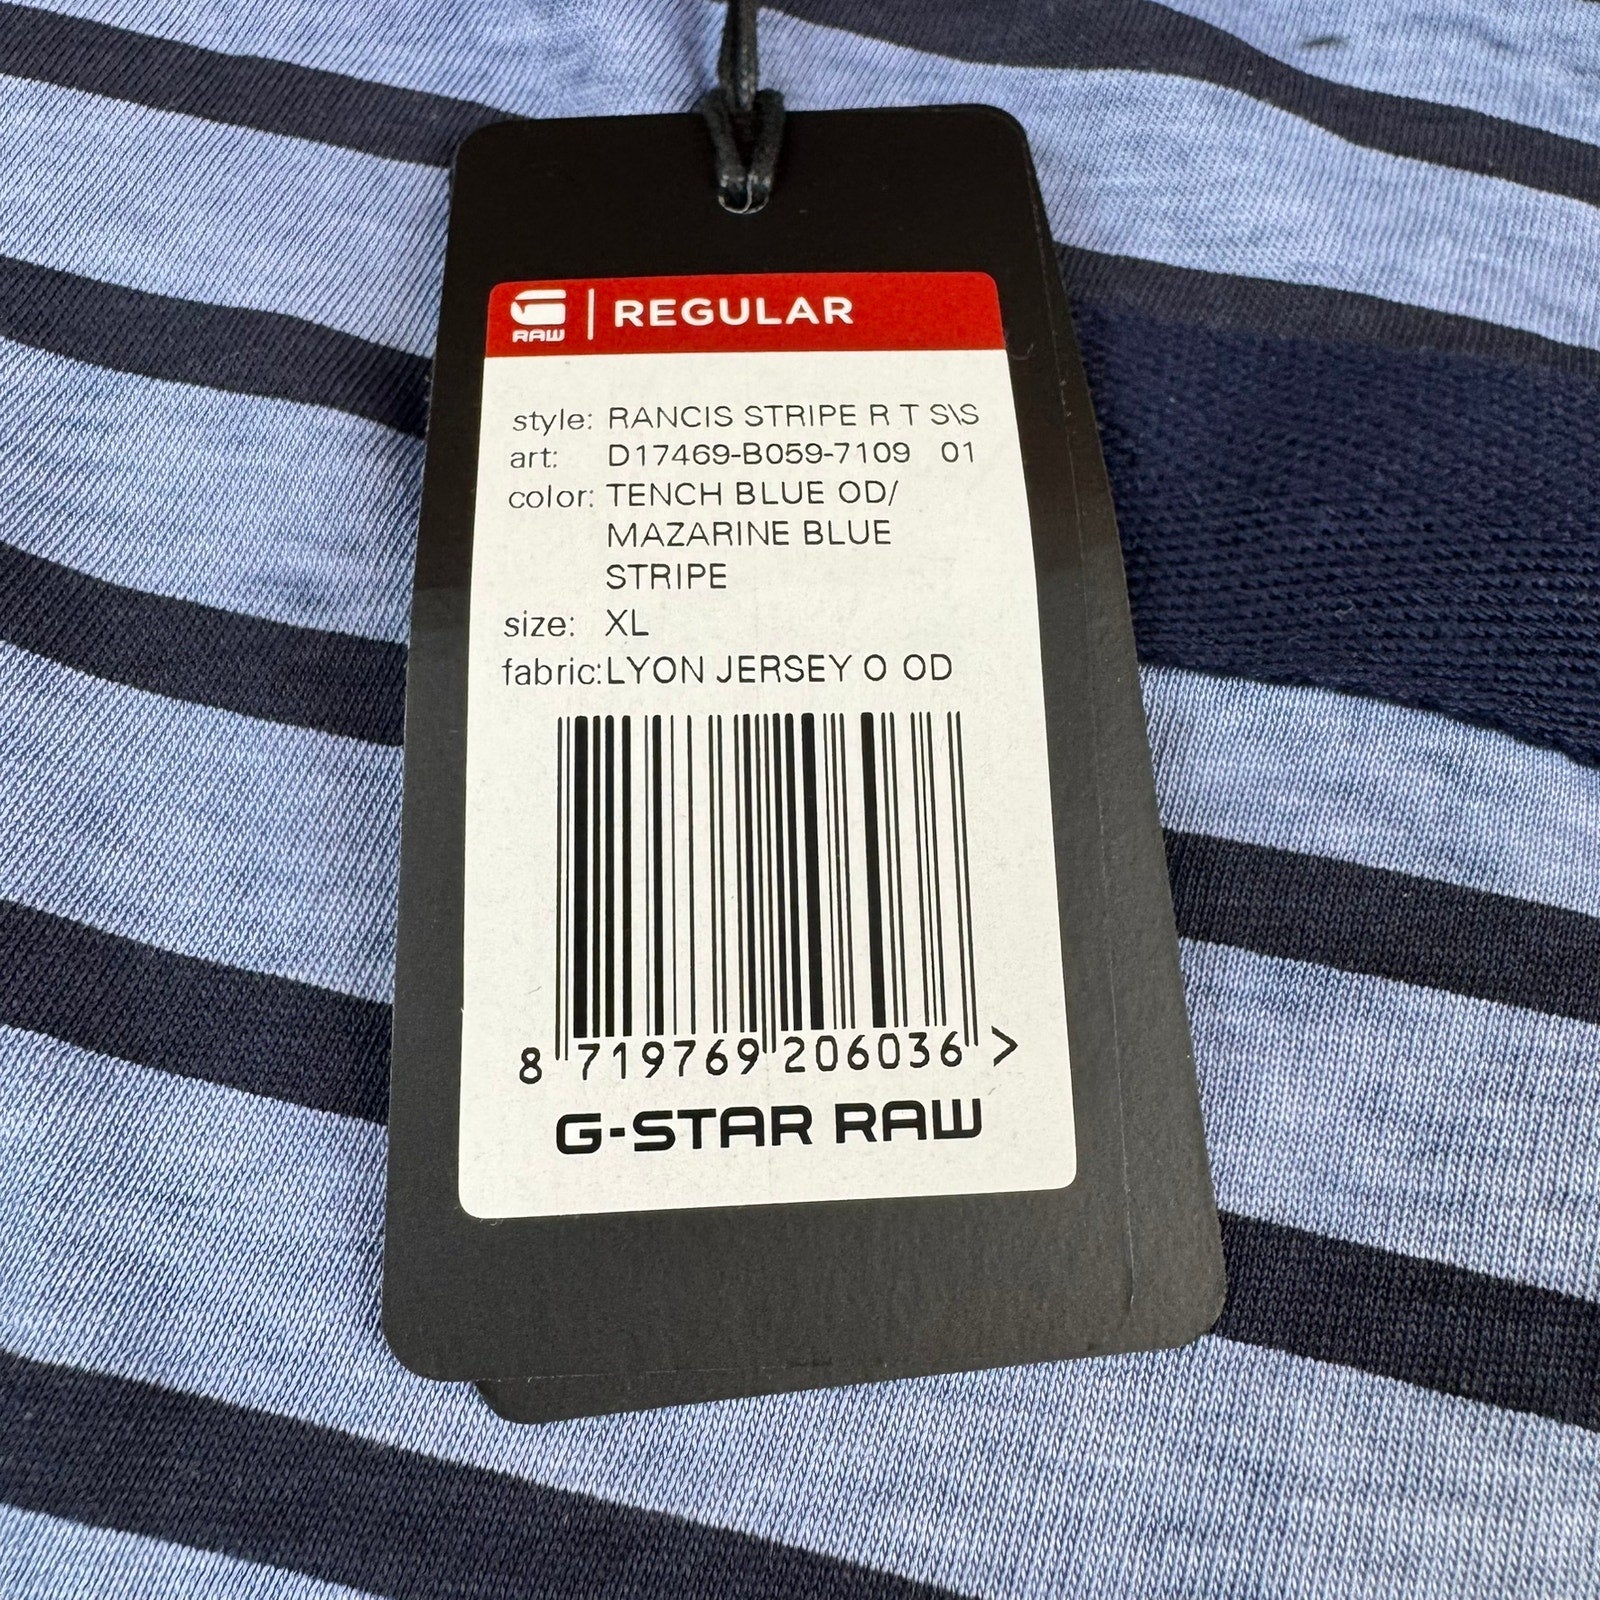 RAW | REGULAR
style: RANCIS STRIPE R T S\S
art: D17469-B059-7109 01
color: TENCH BLUE OD/
MAZARINE BLUE
STRIPE
size: XL
fabric: LYON JERSEY O OD
8 719769 206036 >
G-STAR RAW